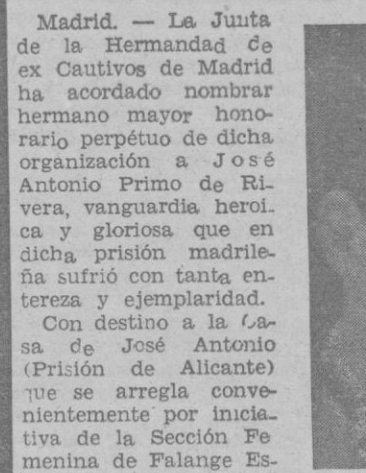 Madrid. — La Junta
de la Hermandad de
ex Cautivos de Madrid
ha acordado nombrar
hermano mayor hono-
rario perpétuo de dicha
organización a José
Antonio Primo de Ri-
vera, vanguardia heroi-
ca y gloriosa que en
dicha prisión madrile-
ña sufrió con tanta en-
tereza y ejemplaridad.
Con destino a la Ca-
sa de José Antonio
(Prisión de Alicante)
que se arregla conve-
nientemente por inicia-
tiva de la Sección Fe
menina de Falange Es-